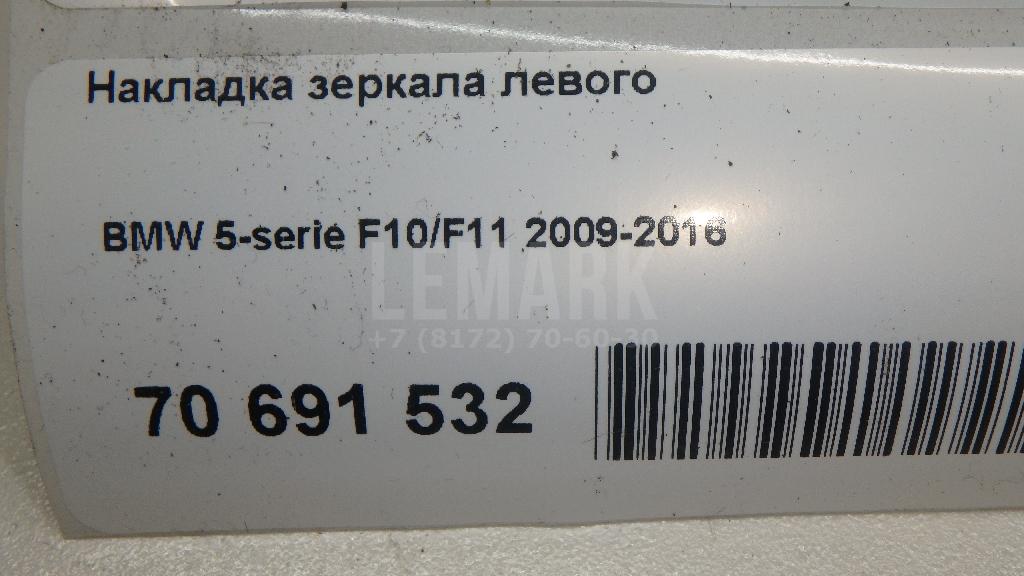 Накладка зеркала левого
BMW 5-serie F10/F11 2009-2016
LEMARK
+7 (8172) 70-60-30
70 691 532